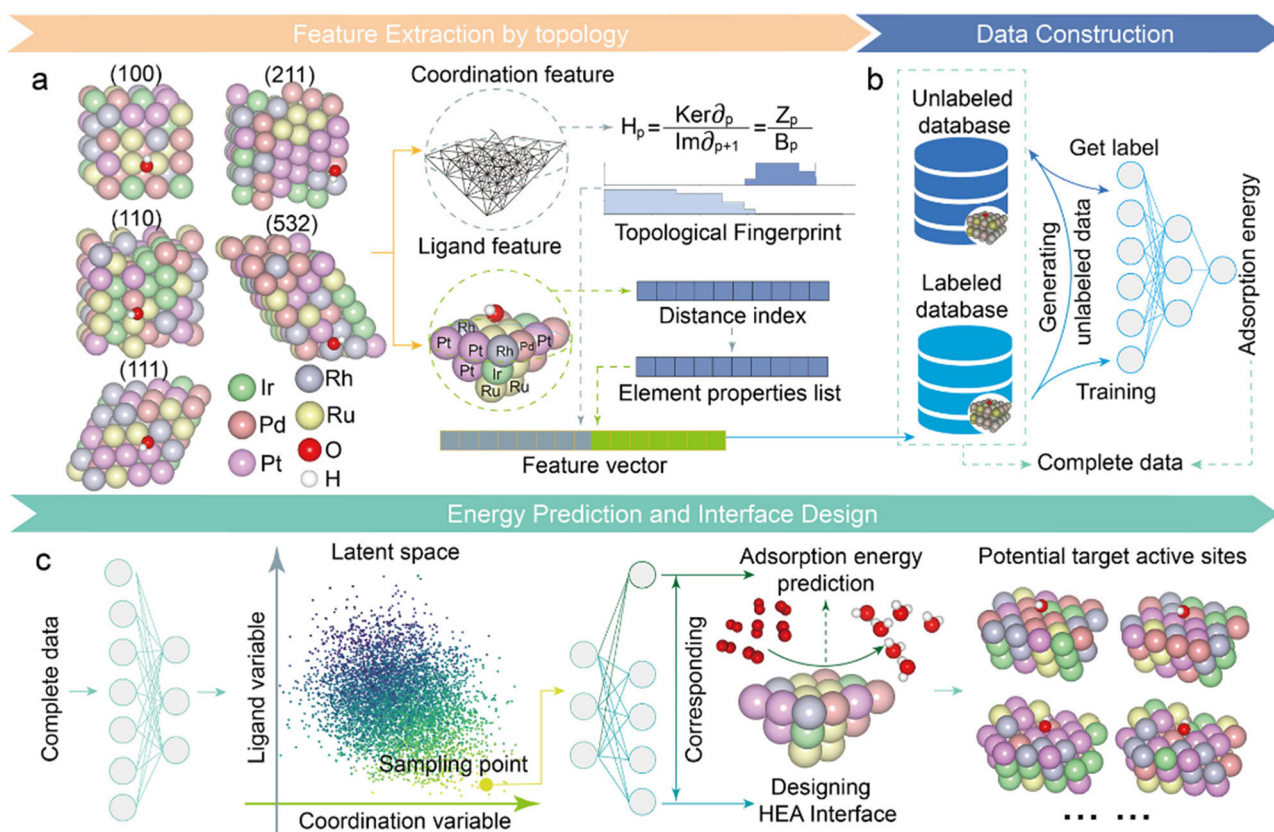 Feature Extraction by topology
Data Construction
a
(100)
(211)
(110)
(532)
(111)
Ir
Rh
Pd
Ru
Pt
O
H
Coordination feature
H_p = Ker∂_p / Im∂_{p+1} = Z_p / B_p
Topological Fingerprint
Ligand feature
Rh
Pt
Pt
Rh
Pd
Pt
Pt
Ir
Ru
Ru
Distance index
Element properties list
Feature vector
b
Unlabeled
database
Get label
Generating
unlabeled data
Labeled
database
Training
Adsorption energy
Complete data
Energy Prediction and Interface Design
c
Complete data
Latent space
Ligand variable
Sampling point
Coordination variable
Corresponding
Adsorption energy
prediction
Designing
HEA Interface
Potential target active sites
... ...